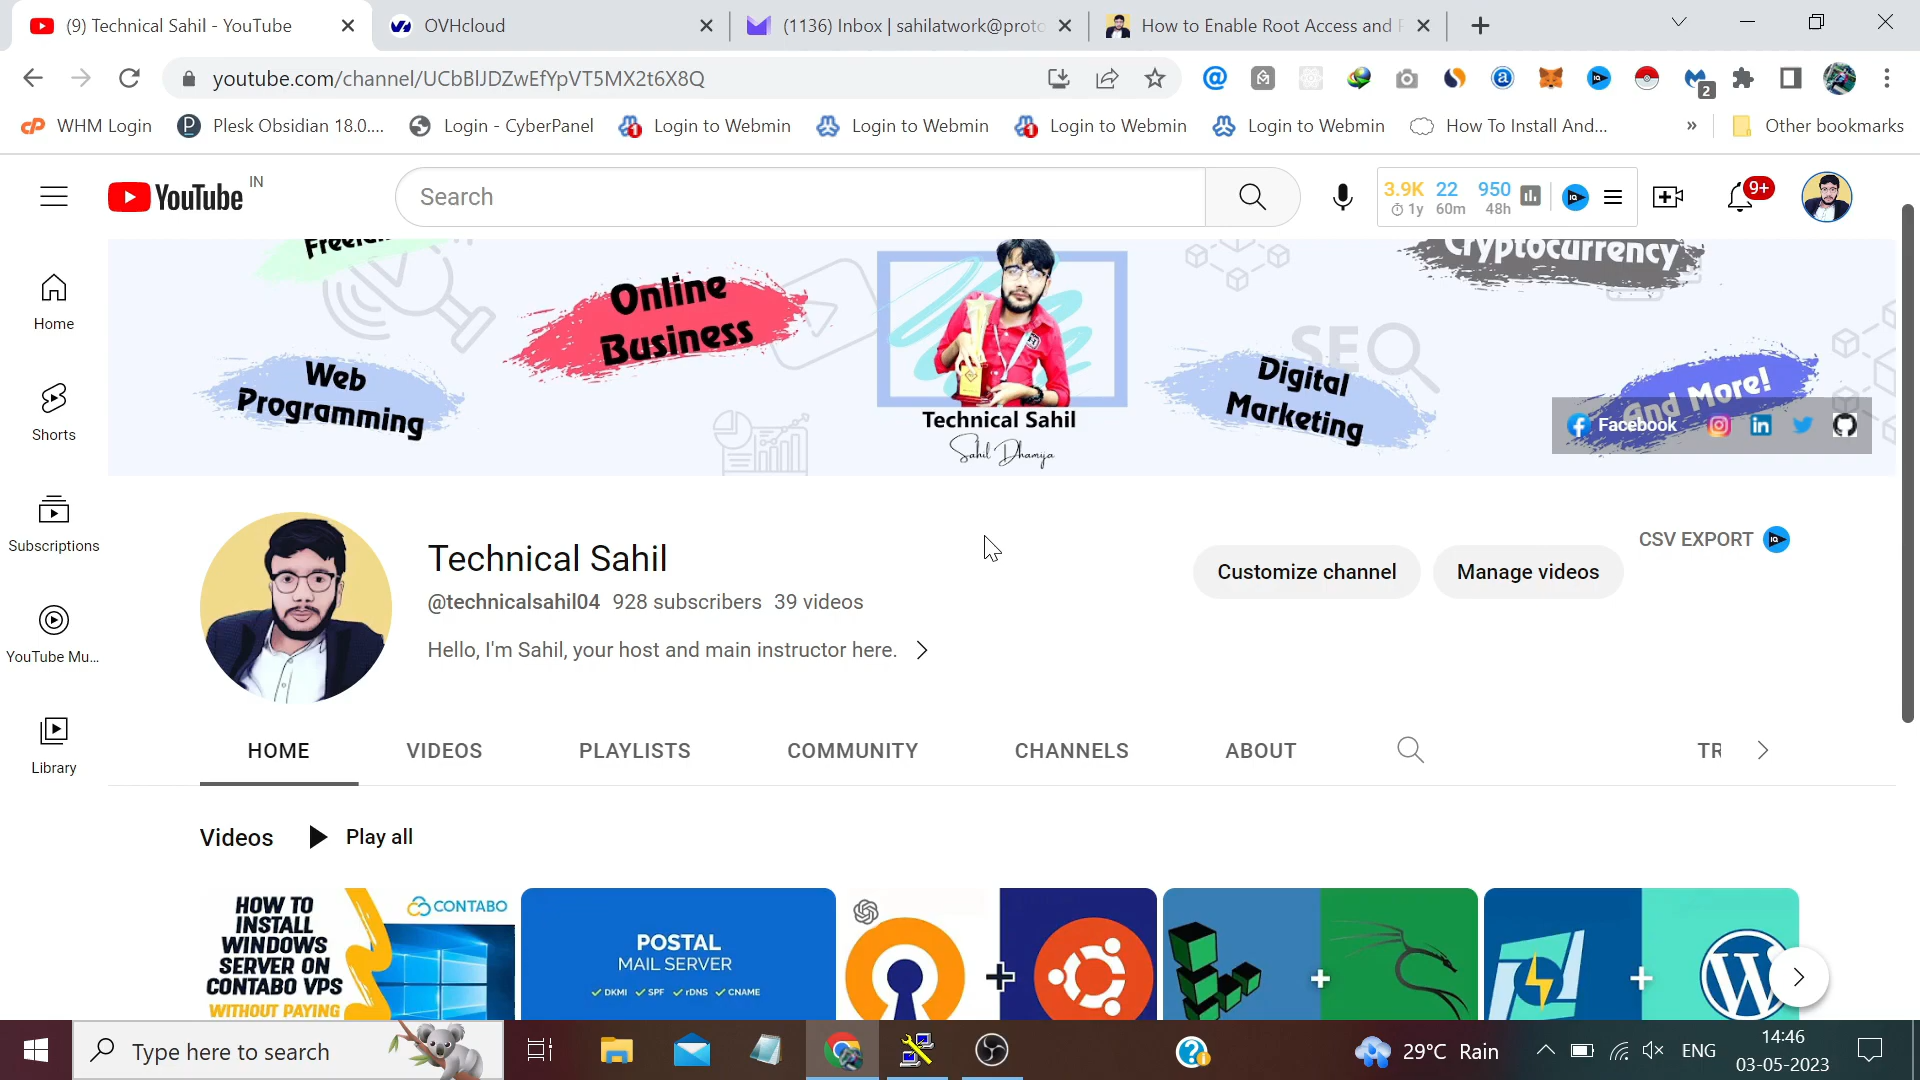 (9) Technical Sahil - YouTube
OVHcloud
(1136) Inbox | sahilatwork@proto
How to Enable Root Access and
youtube.com/channel/UCbBlJDZwEfYpVT5MX2t6X8Q
2
WHM Login
Plesk Obsidian 18.0....
Login - CyberPanel
Login to Webmin
Login to Webmin
Login to Webmin
Login to Webmin
How To Install And...
»
Other bookmarks
YouTube IN
Search
3.9K 22 950
1y 60m 48h
9+
Home
Shorts
Subscriptions
YouTube Mu...
Library
Online
Business
Web
Programming
Technical Sahil
Sahil Dhamya
Cryptocurrency
SEO
Digital
Marketing
And More!
Facebook
Technical Sahil
@technicalsahil04 928 subscribers 39 videos
Hello, I'm Sahil, your host and main instructor here.
Customize channel
Manage videos
CSV EXPORT
HOME
VIDEOS
PLAYLISTS
COMMUNITY
CHANNELS
ABOUT
TR
Videos
Play all
HOW TO
INSTALL
WINDOWS
SERVER ON
CONTABO VPS
WITHOUT PAYING
CONTABO
POSTAL
MAIL SERVER
✓ DKMI ✓ SPF ✓ rDNS ✓ CNAME
Type here to search
29°C Rain
ENG
14:46
03-05-2023